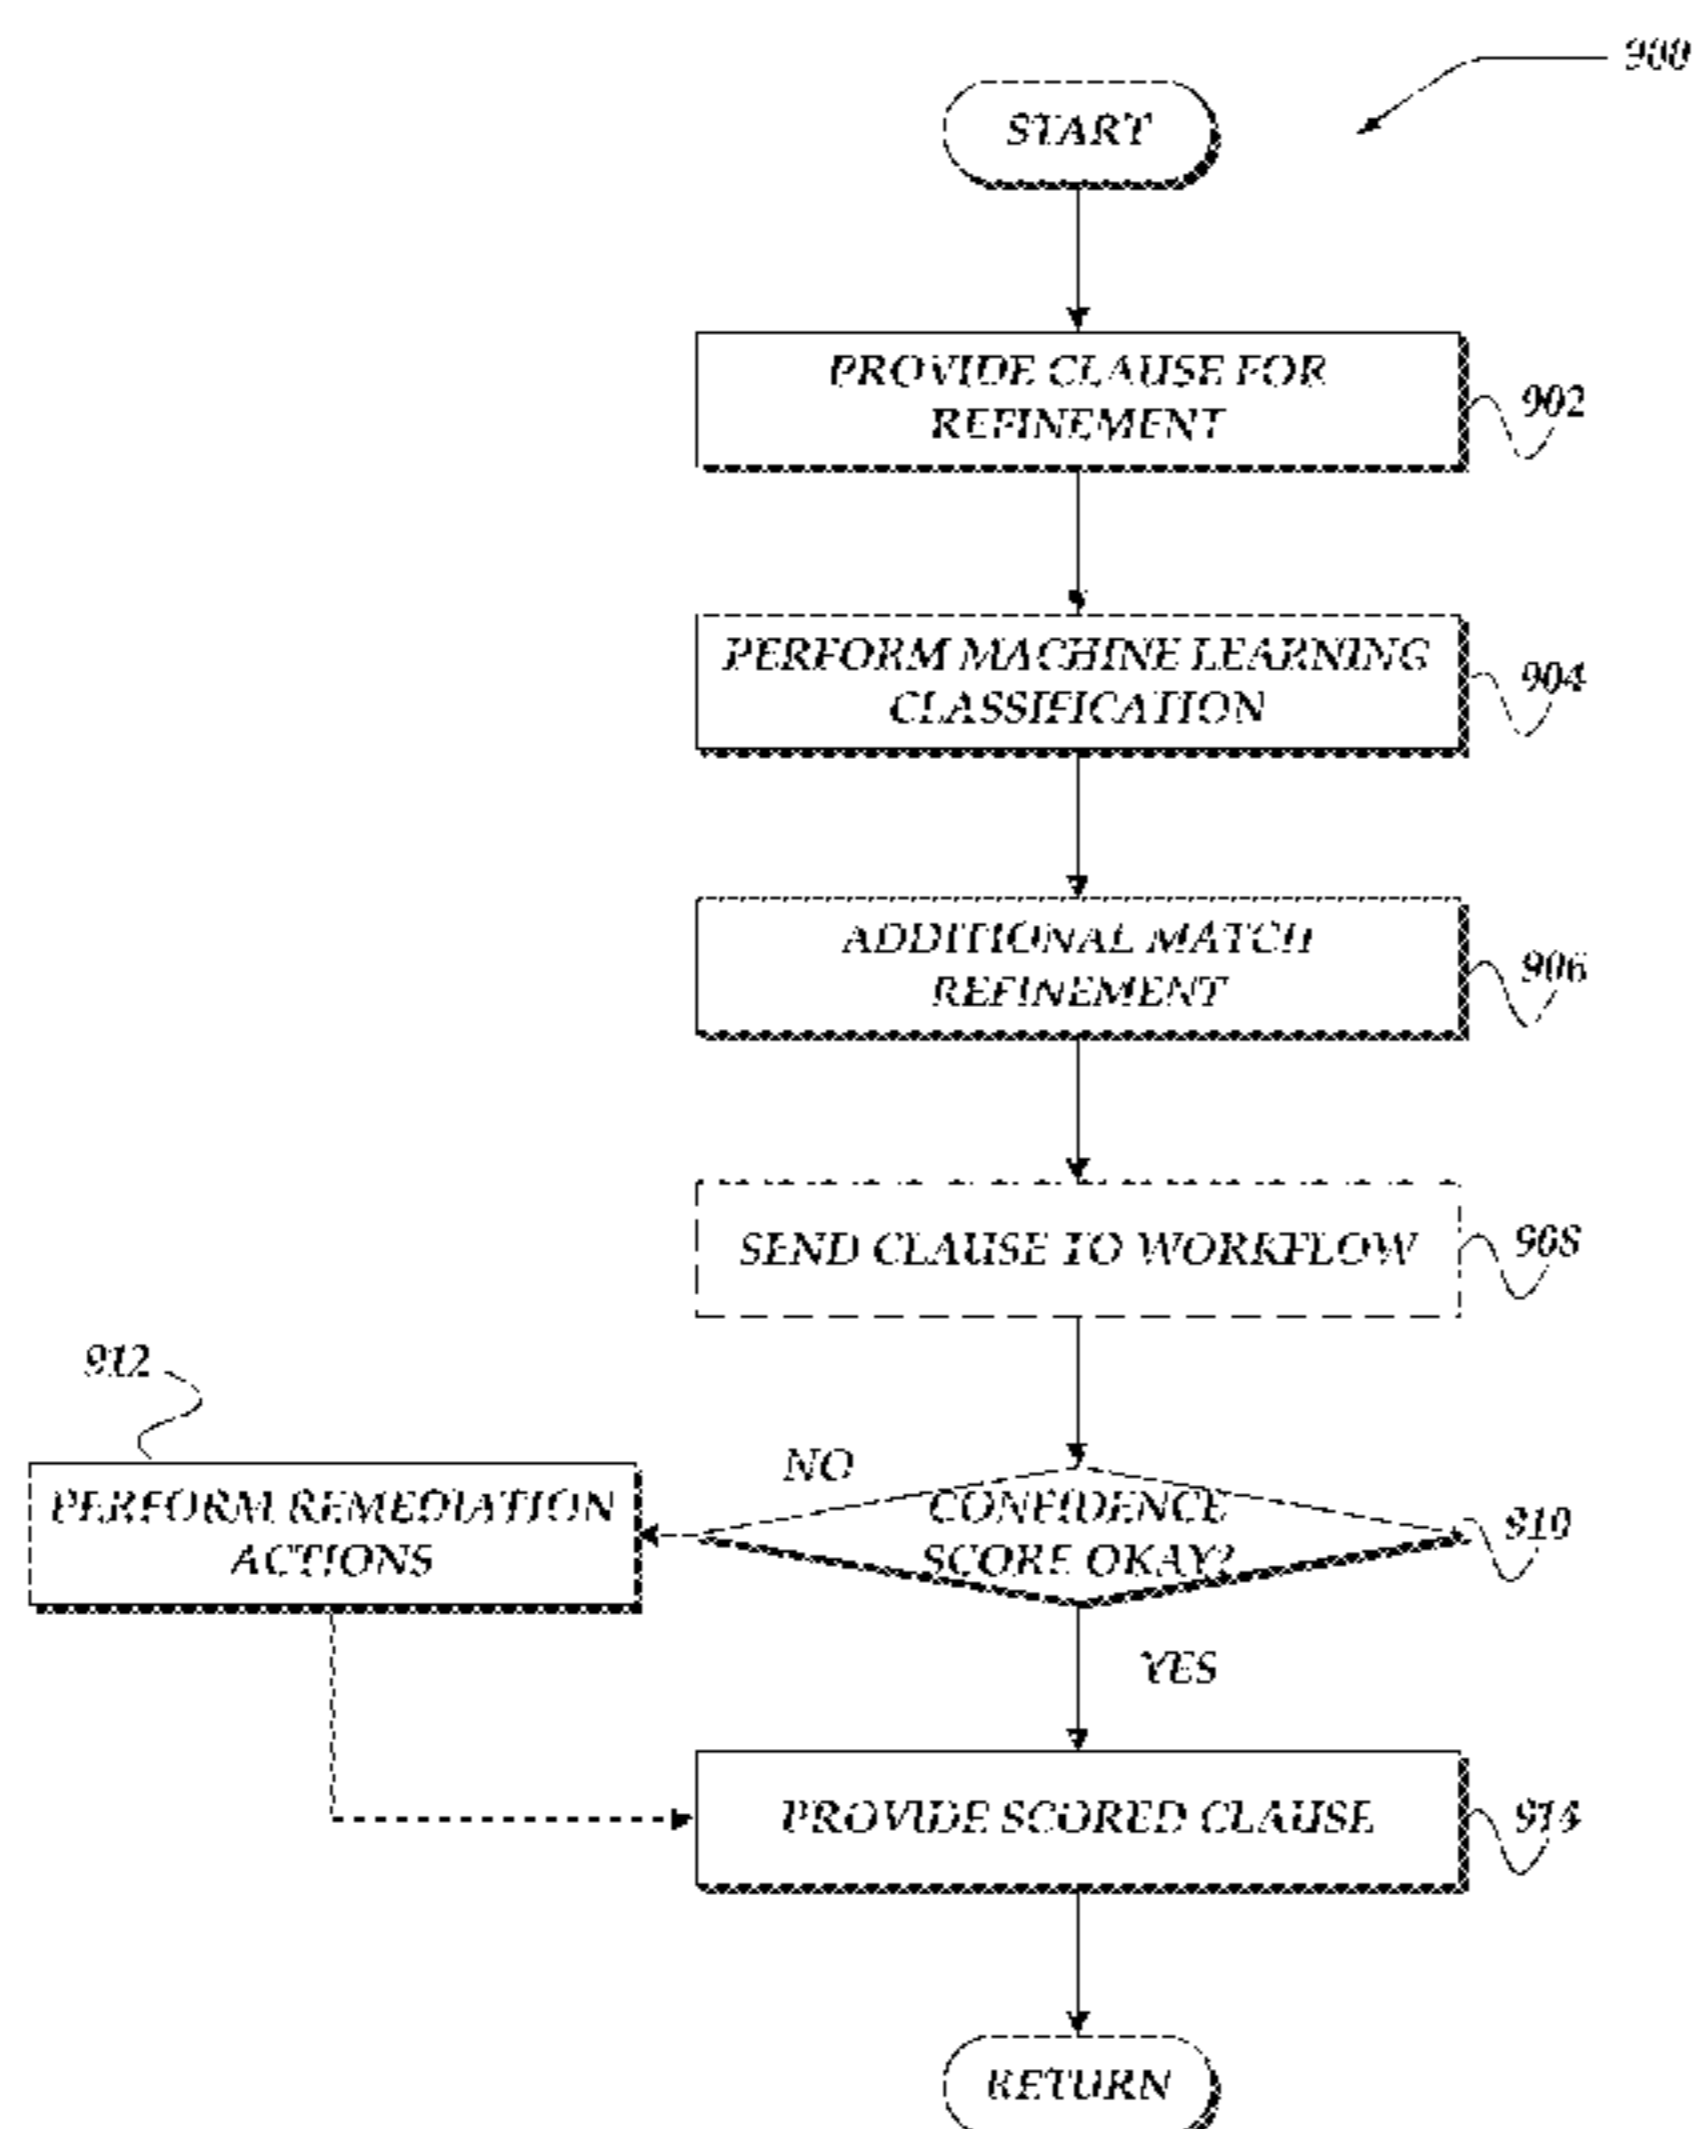 900
START
PROVIDE CLAUSE FOR
REFINEMENT
902
PERFORM MACHINE LEARNING
CLASSIFICATION
904
ADDITIONAL MATCH
REFINEMENT
906
SEND CLAUSE TO WORKFLOW
908
912
NO
PERFORM REMEDIATION
ACTIONS
CONFIDENCE
SCORE OKAY?
910
YES
PROVIDE SCORED CLAUSE
914
RETURN